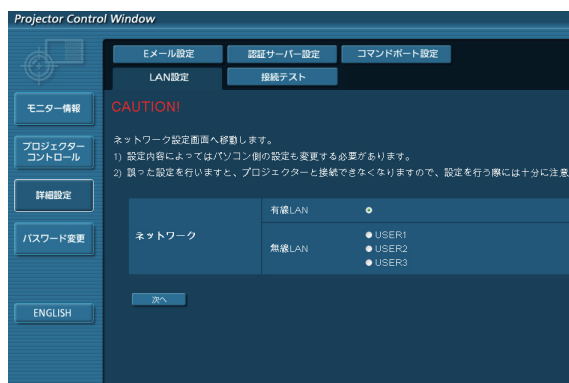 Projector Control Window
Eメール設定
認証サーバー設定
コマンドポート設定
LAN設定
接続テスト
モニター情報
プロジェクター
コントロール
詳細設定
パスワード変更
ENGLISH
CAUTION!
ネットワーク設定画面へ移動します。
1) 設定内容によってはパソコン側の設定も変更する必要があります。
2) 誤った設定を行いますと、プロジェクターと接続できなくなりますので、設定を行う際には十分に注意
ネットワーク
有線LAN
無線LAN
USER1
USER2
USER3
次へ